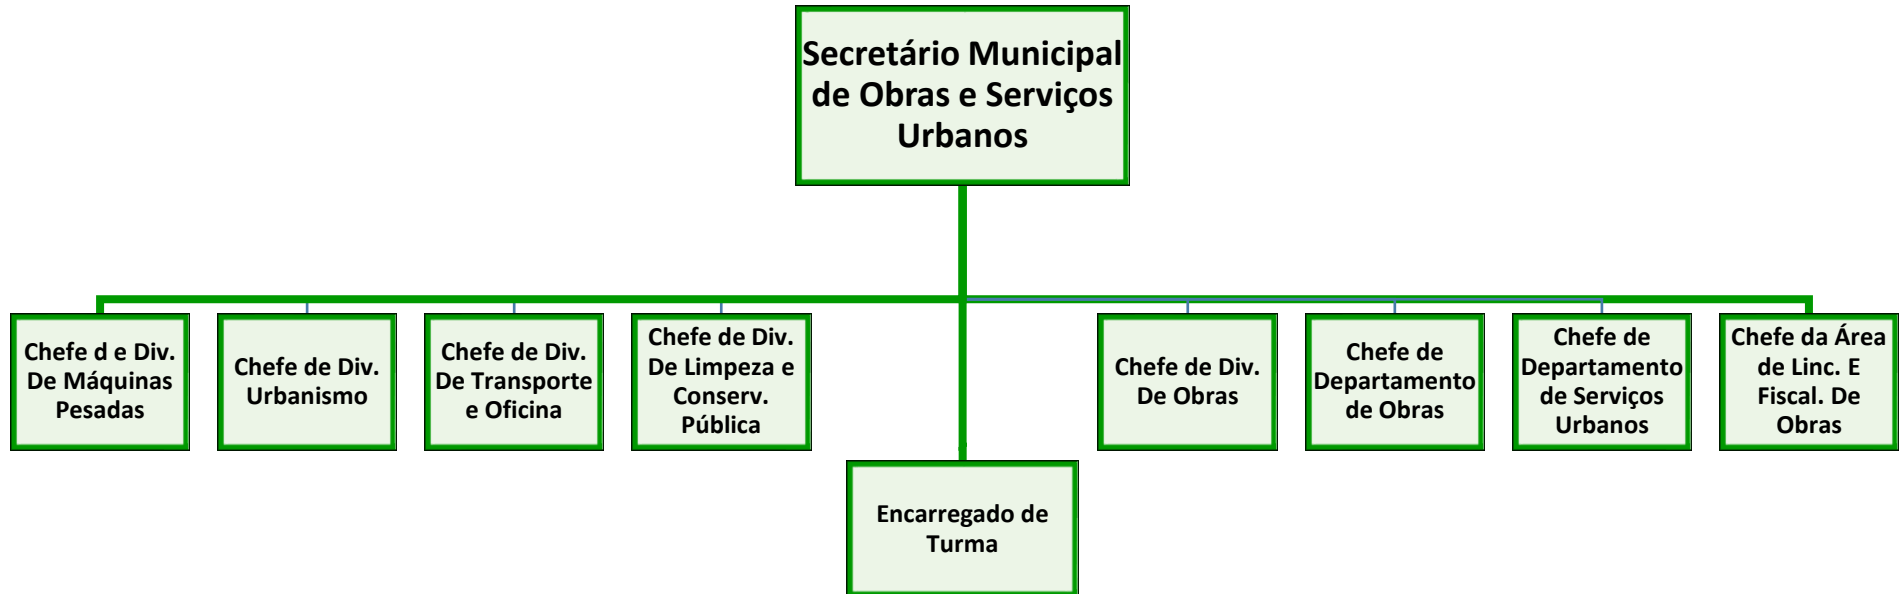 Secretário Municipal
de Obras e Serviços
Urbanos
Chefe d e Div.
De Máquinas
Pesadas
Chefe de Div.
Urbanismo
Chefe de Div.
De Transporte
e Oficina
Chefe de Div.
De Limpeza e
Conserv.
Pública
Chefe de Div.
De Obras
Chefe de
Departamento
de Obras
Chefe de
Departamento
de Serviços
Urbanos
Chefe da Área
de Linc. E
Fiscal. De
Obras
Encarregado de
Turma